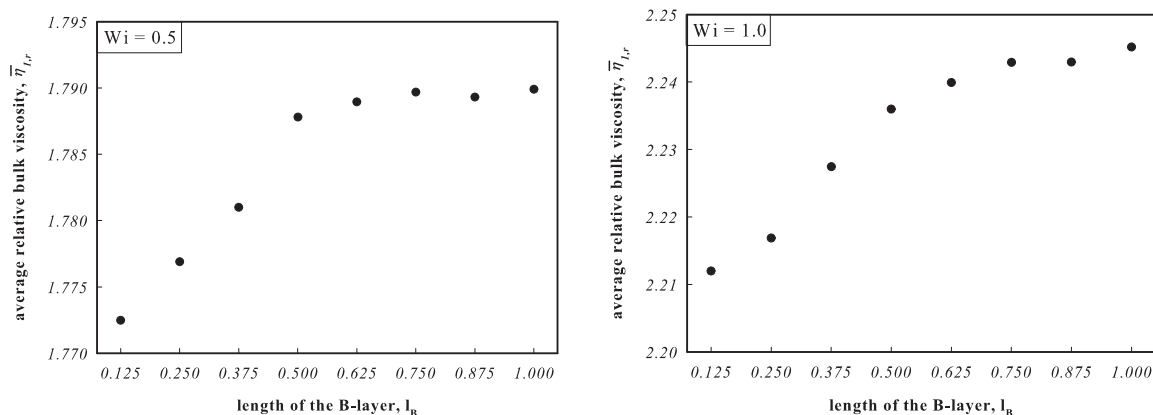 Wi = 0.5
average relative bulk viscosity, η̅1,r
1.795
1.790
1.785
1.780
1.775
1.770
0.125 0.250 0.375 0.500 0.625 0.750 0.875 1.000
length of the B-layer, lB
Wi = 1.0
average relative bulk viscosity, η̅1,r
2.25
2.25
2.24
2.23
2.22
2.21
2.20
0.125 0.250 0.375 0.500 0.625 0.750 0.875 1.000
length of the B-layer, lB